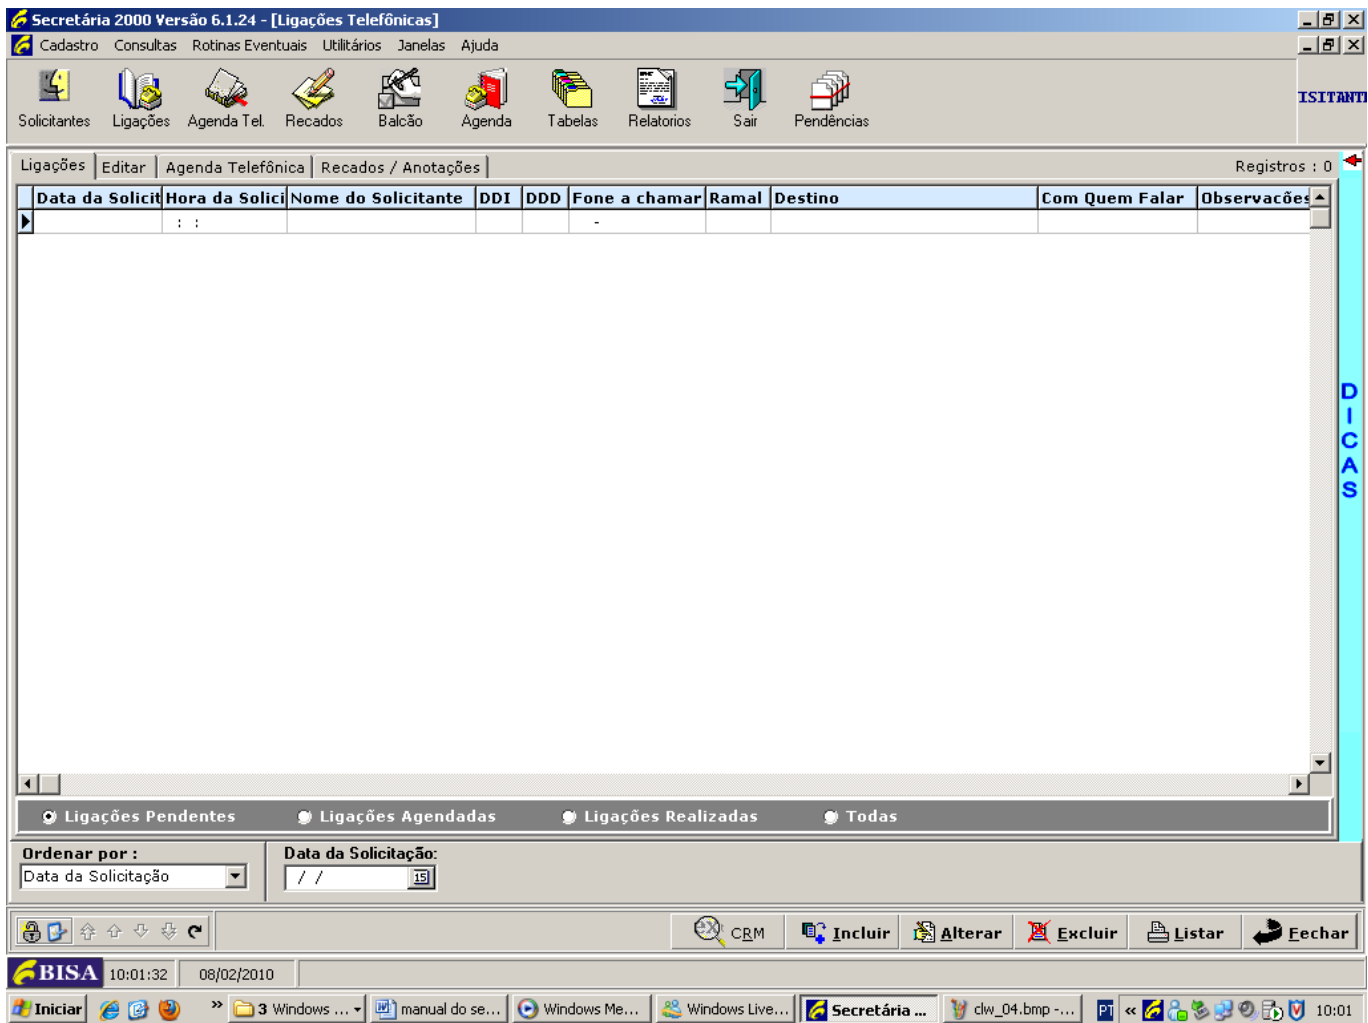 Secretária 2000 Versão 6.1.24 - [Ligações Telefônicas]
Cadastro Consultas Rotinas Eventuais Utilitários Janelas Ajuda
Solicitantes Ligações Agenda Tel. Recados Balcão Agenda Tabelas Relatorios Sair Pendências
Ligações Editar Agenda Telefônica Recados / Anotações Registros : 0
Data da Solicit Hora da Solici Nome do Solicitante DDI DDD Fone a chamar Ramal Destino Com Quem Falar Observacões
: : -
DICAS
Ligações Pendentes Ligações Agendadas Ligações Realizadas Todas
Ordenar por : Data da Solicitação:
Data da Solicitação / / 15
CRM Incluir Alterar Excluir Listar Fechar
BISA 10:01:32 08/02/2010
Iniciar » 3 Windows ... manual do se... Windows Me... Windows Live... Secretária ... clw_04.bmp -... PT « 10:01